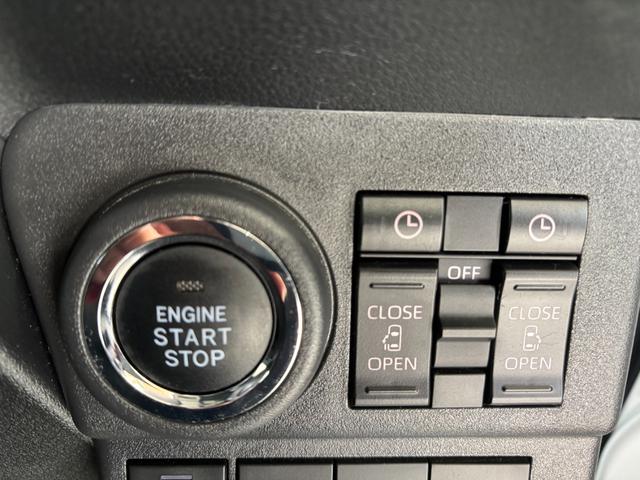 ENGINE
START
STOP
OFF
CLOSE
OPEN
CLOSE
OPEN